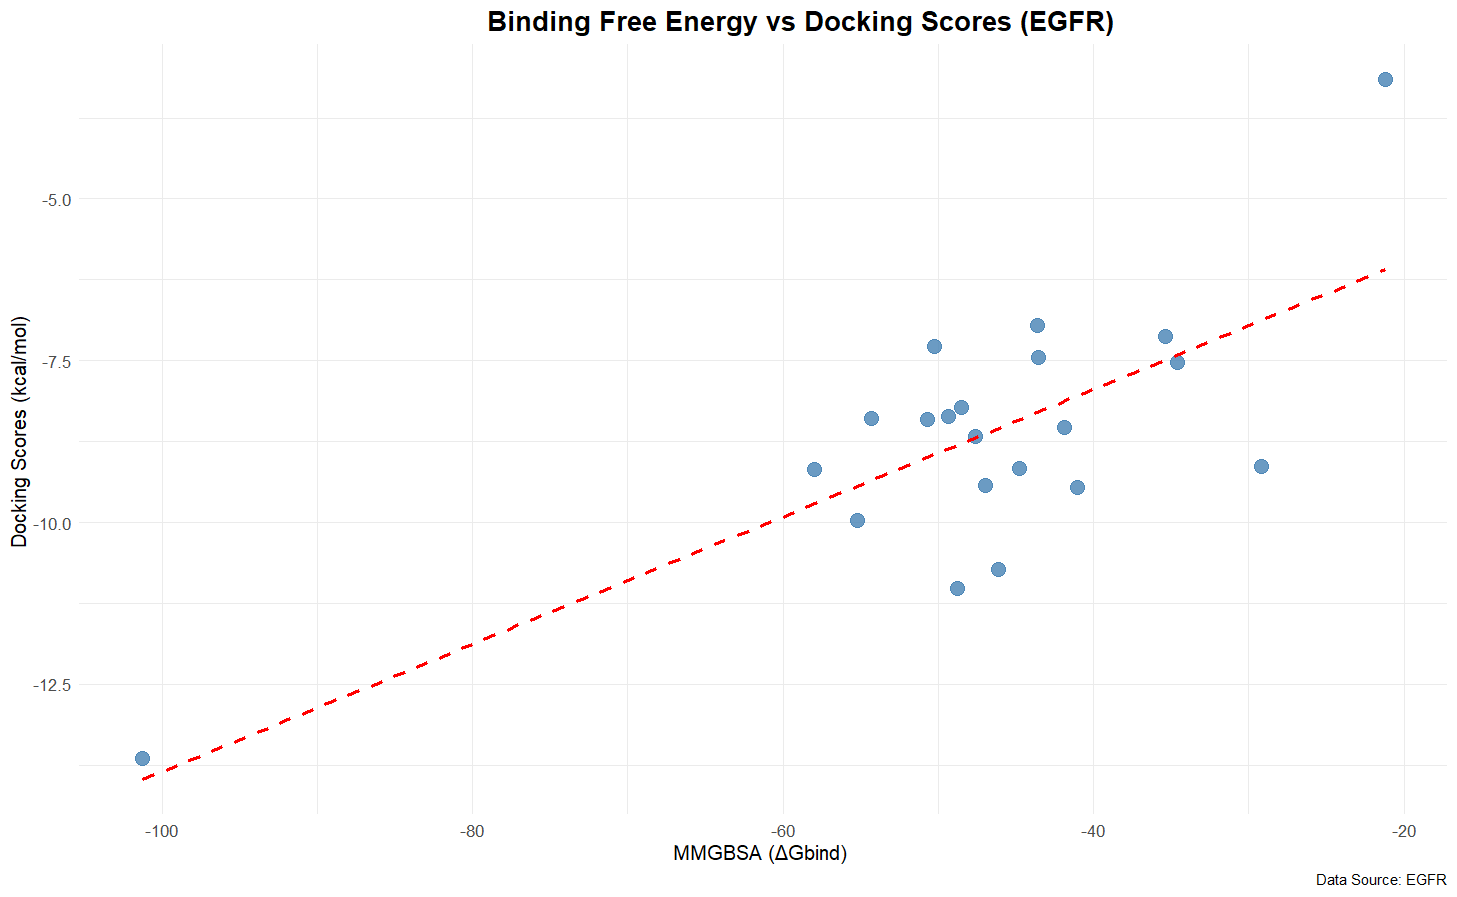 Binding Free Energy vs Docking Scores (EGFR)
Docking Scores (kcal/mol)
-5.0
-7.5
-10.0
-12.5
-100 -80 -60 -40 -20
MMGBSA (ΔGbind)
Data Source: EGFR